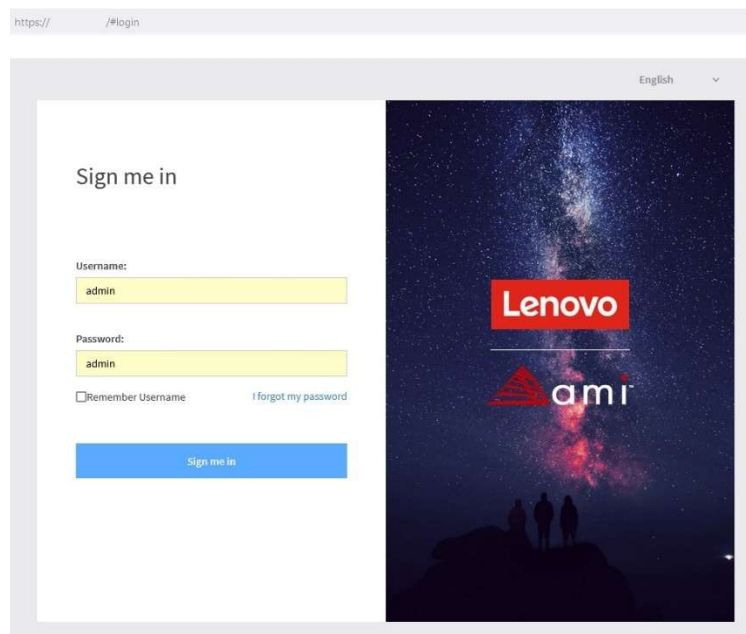 https:// /#login
English
Sign me in
Username:
admin
Password:
admin
Remember Username I forgot my password
Sign me in
Lenovo
ami